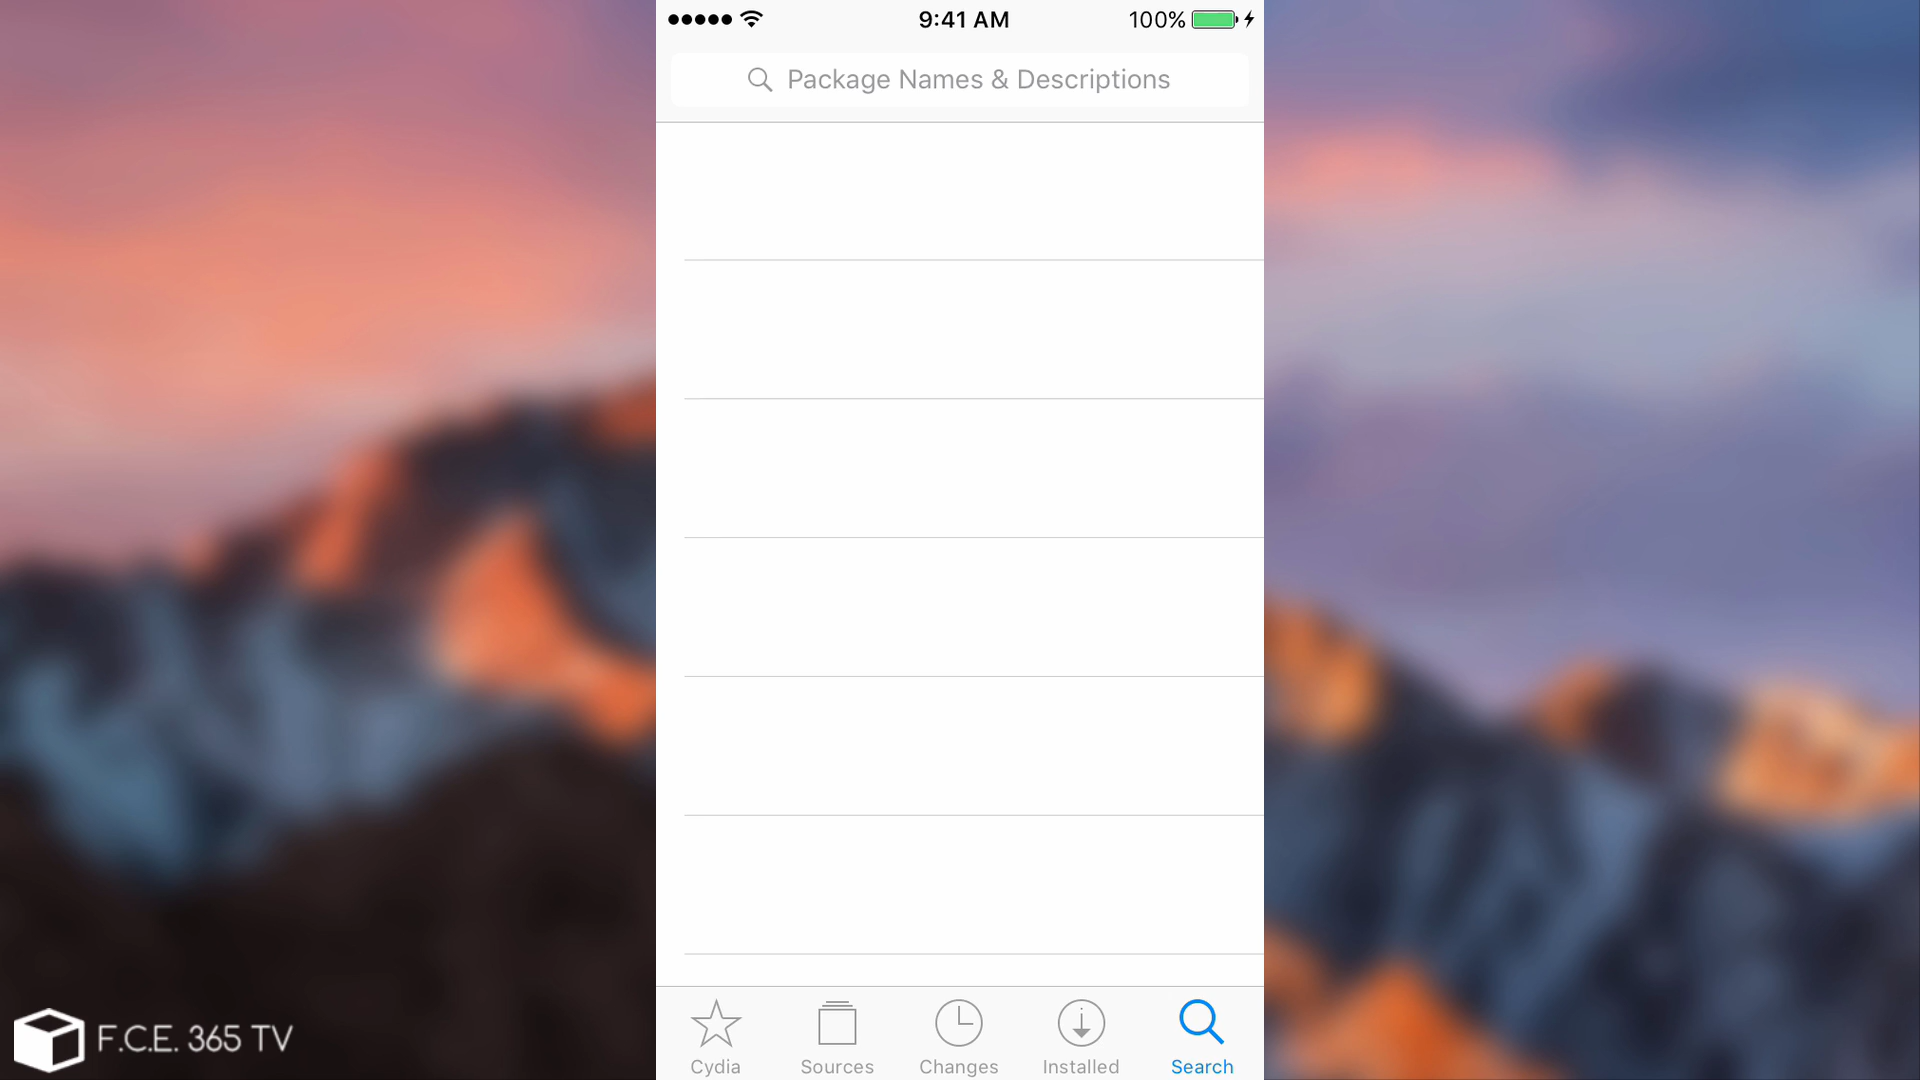 9:41 AM
100%
Package Names & Descriptions
Cydia
Sources
Changes
Installed
Search
F.C.E. 365 TV